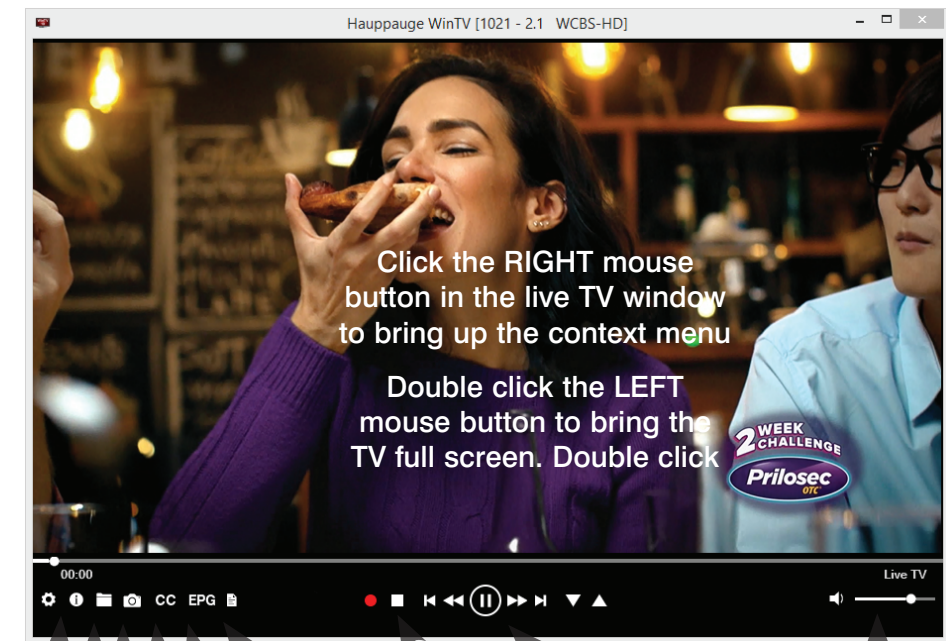 Hauppauge WinTV [1021 - 2.1 WCBS-HD]
Click the RIGHT mouse
button in the live TV window
to bring up the context menu
Double click the LEFT
mouse button to bring the
TV full screen. Double click
2 WEEK
CHALLENGE
Prilosec
OTC
00:00
Live TV
CC EPG